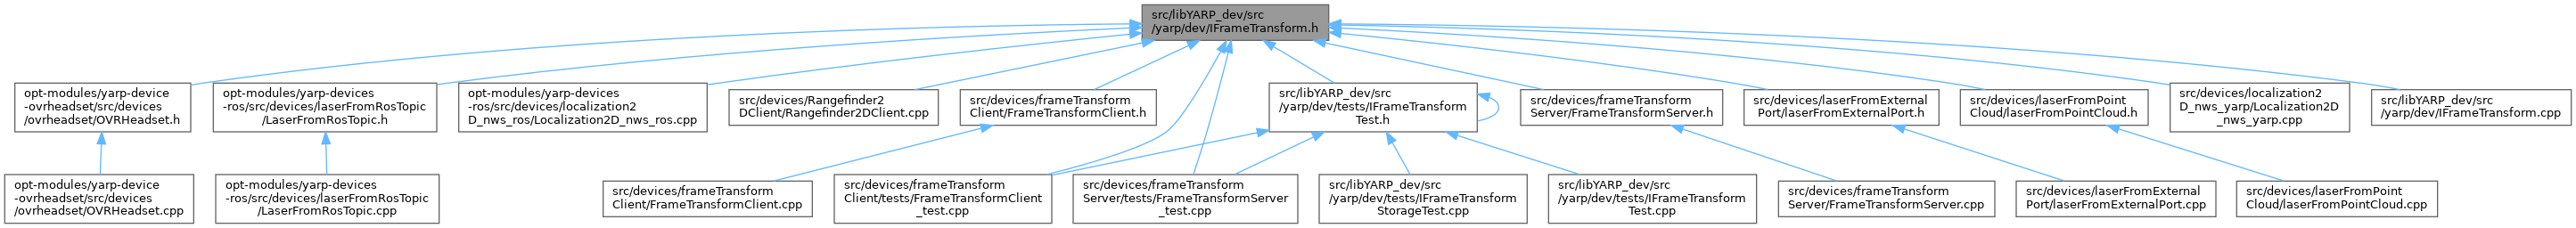 src/libYARP_dev/src
/yarp/dev/IFrameTransform.h
opt-modules/yarp-device
-ovrheadset/src/devices
/ovrheadset/OVRHeadset.h
opt-modules/yarp-devices
-ros/src/devices/laserFromRosTopic
/LaserFromRosTopic.h
opt-modules/yarp-devices
-ros/src/devices/localization2
D_nws_ros/Localization2D_nws_ros.cpp
src/devices/Rangefinder2
DClient/Rangefinder2DClient.cpp
src/devices/frameTransform
Client/FrameTransformClient.h
src/libYARP_dev/src
/yarp/dev/tests/IFrameTransform
Test.h
src/devices/frameTransform
Server/FrameTransformServer.h
src/devices/laserFromExternal
Port/laserFromExternalPort.h
src/devices/laserFromPoint
Cloud/laserFromPointCloud.h
src/devices/localization2
D_nws_yarp/Localization2D
_nws_yarp.cpp
src/libYARP_dev/src
/yarp/dev/IFrameTransform.cpp
opt-modules/yarp-device
-ovrheadset/src/devices
/ovrheadset/OVRHeadset.cpp
opt-modules/yarp-devices
-ros/src/devices/laserFromRosTopic
/LaserFromRosTopic.cpp
src/devices/frameTransform
Client/FrameTransformClient.cpp
src/devices/frameTransform
Client/tests/FrameTransformClient
_test.cpp
src/devices/frameTransform
Server/tests/FrameTransformServer
_test.cpp
src/libYARP_dev/src
/yarp/dev/tests/IFrameTransform
StorageTest.cpp
src/libYARP_dev/src
/yarp/dev/tests/IFrameTransform
Test.cpp
src/devices/frameTransform
Server/FrameTransformServer.cpp
src/devices/laserFromExternal
Port/laserFromExternalPort.cpp
src/devices/laserFromPoint
Cloud/laserFromPointCloud.cpp